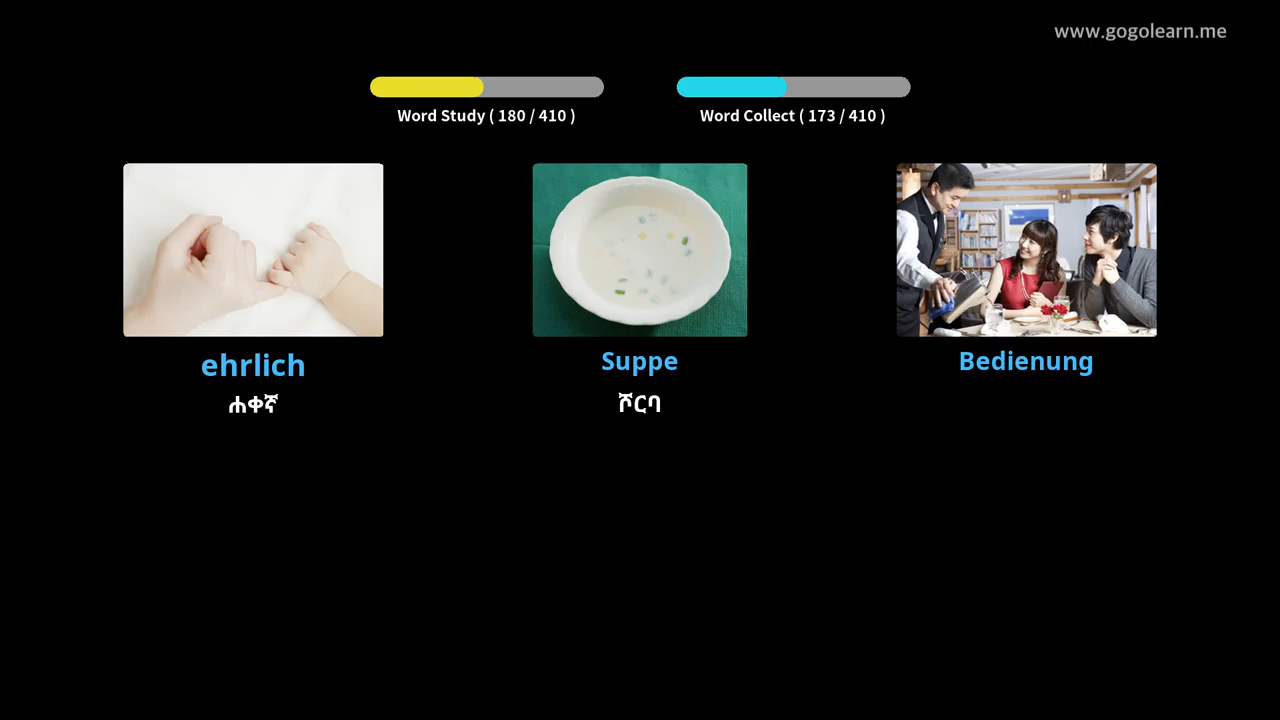 www.gogolearn.me
Word Study ( 180 / 410 )
Word Collect ( 173 / 410 )
ehrlich
ሐቀኛ
Suppe
ሾርባ
Bedienung